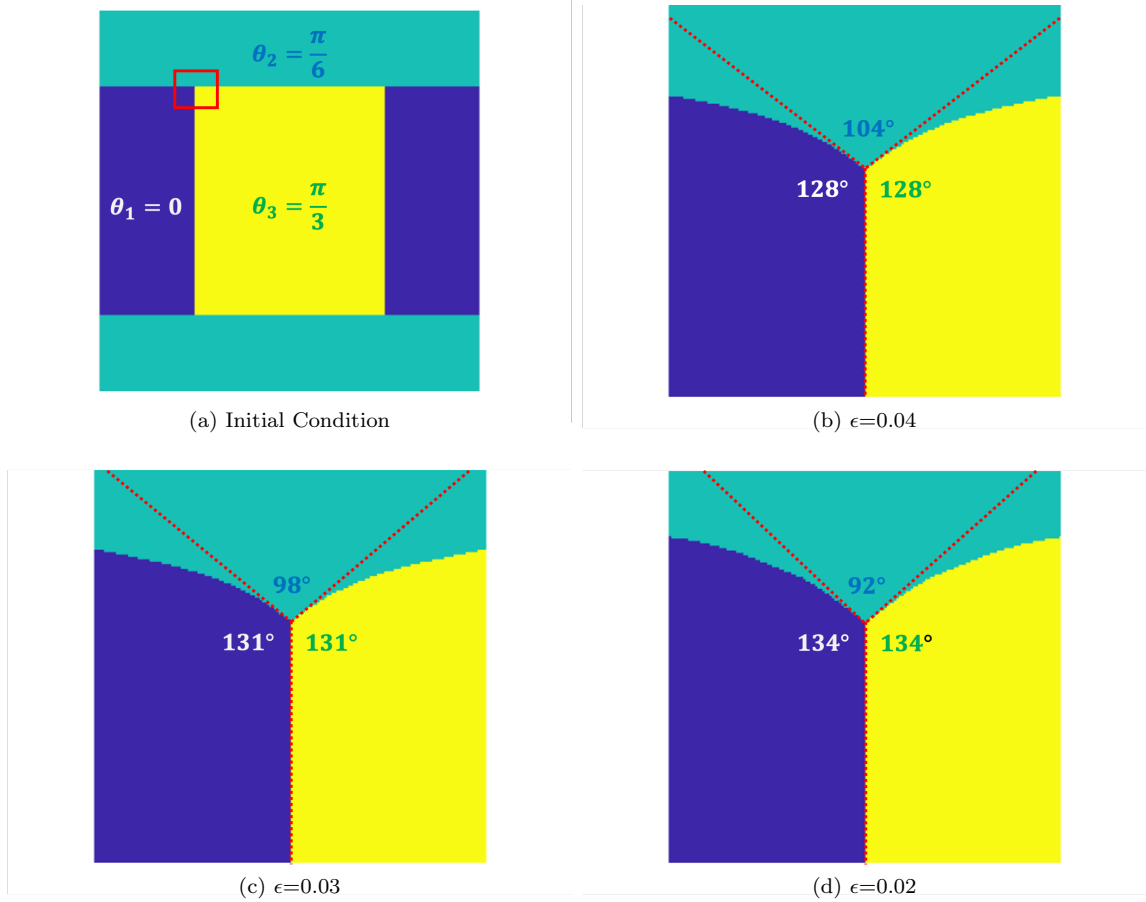 θ₂ = π/6
θ₁ = 0
θ₃ = π/3
(a) Initial Condition
104°
128° 128°
(b) ϵ=0.04
98°
131° 131°
(c) ϵ=0.03
92°
134° 134°
(d) ϵ=0.02